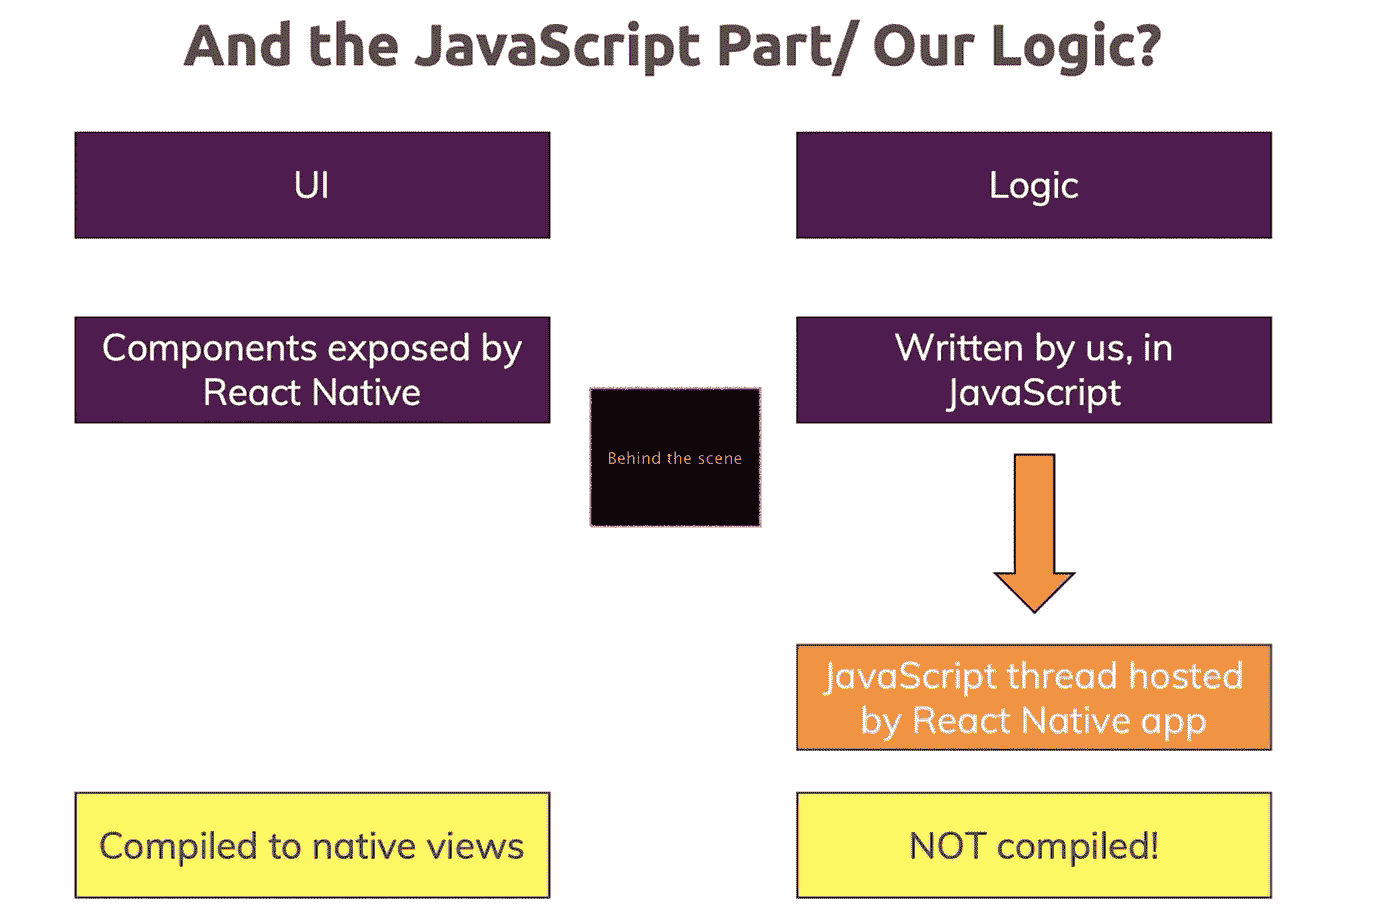 And the JavaScript Part/ Our Logic?
UI
Logic
Components exposed by
React Native
Written by us, in
JavaScript
Behind the scene
JavaScript thread hosted
by React Native app
Compiled to native views
NOT compiled!